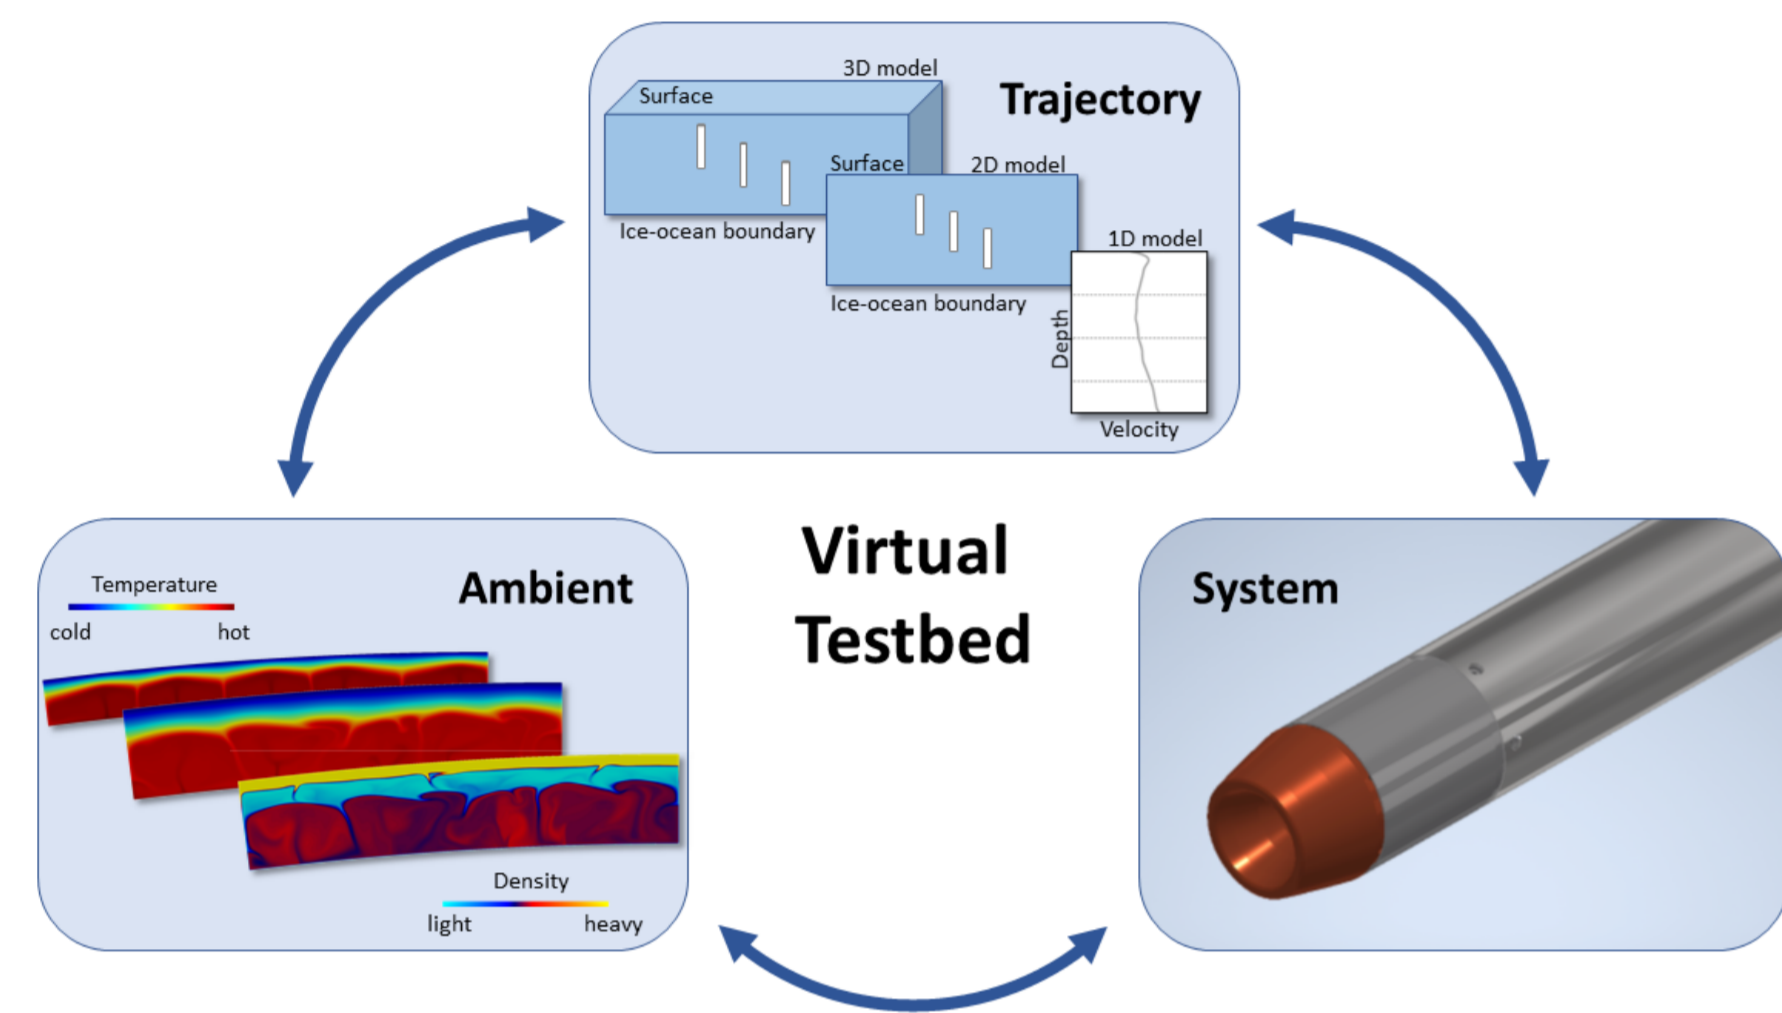 3D model
Surface
Trajectory
Surface
2D model
Ice-ocean boundary
1D model
Ice-ocean boundary
Depth
Velocity
Virtual
Testbed
Temperature
cold hot
Ambient
Density
light heavy
System